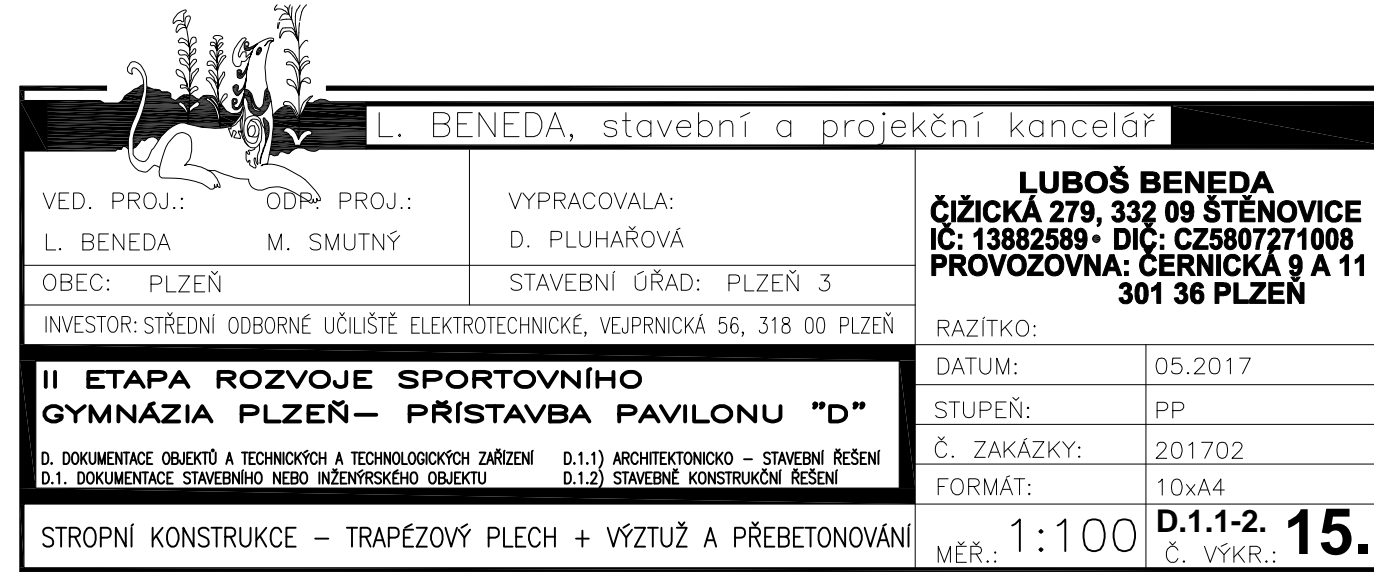 L. BENEDA, stavební a projekční kancelář
VED. PROJ.: ODP. PROJ.: VYPRACOVALA:
L. BENEDA M. SMUTNÝ D. PLUHAŘOVÁ
OBEC: PLZEŇ STAVEBNÍ ÚŘAD: PLZEŇ 3
INVESTOR: STŘEDNÍ ODBORNÉ UČILIŠTĚ ELEKTROTECHNICKÉ, VEJPRNICKÁ 56, 318 00 PLZEŇ
LUBOŠ BENEDA
ČIŽICKÁ 279, 332 09 ŠTĚNOVICE
IČ: 13882589• DIČ: CZ5807271008
PROVOZOVNA: ČERNICKÁ 9 A 11
301 36 PLZEŇ
RAZÍTKO:
II ETAPA ROZVOJE SPORTOVNÍHO
GYMNÁZIA PLZEŇ— PŘÍSTAVBA PAVILONU "D"
D. DOKUMENTACE OBJEKTŮ A TECHNICKÝCH A TECHNOLOGICKÝCH ZAŘÍZENÍ D.1.1) ARCHITEKTONICKO – STAVEBNÍ ŘEŠENÍ
D.1. DOKUMENTACE STAVEBNÍHO NEBO INŽENÝRSKÉHO OBJEKTU D.1.2) STAVEBNĚ KONSTRUKČNÍ ŘEŠENÍ
DATUM: 05.2017
STUPEŇ: PP
Č. ZAKÁZKY: 201702
FORMÁT: 10xA4
STROPNÍ KONSTRUKCE – TRAPÉZOVÝ PLECH + VÝZTUŽ A PŘEBETONOVÁNÍ
MĚŘ.: 1:100
D.1.1-2.
Č. VÝKR.: 15.